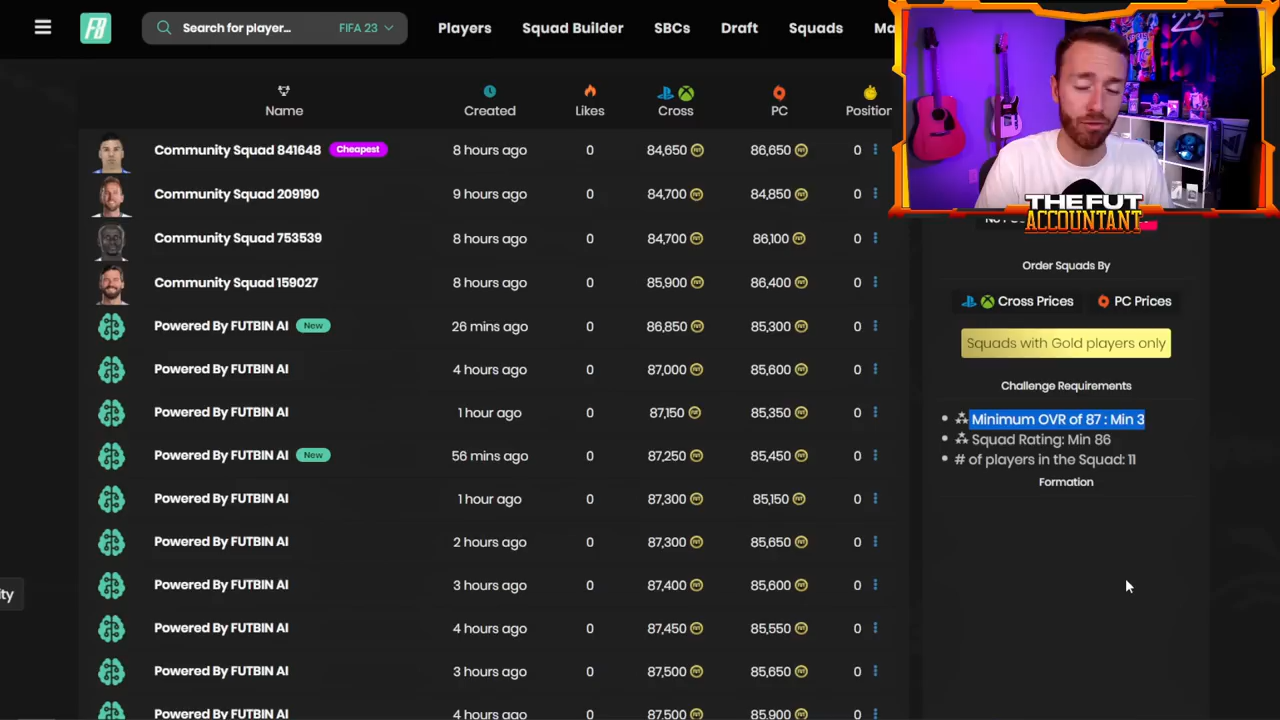 FB
Search for player... FIFA 23
Players
Squad Builder
SBCs
Draft
Squads
Ma
Name Created Likes Cross PC Position
Community Squad 841648 Cheapest 8 hours ago 0 84,650 86,650 0
Community Squad 209190 9 hours ago 0 84,700 84,850 0
Community Squad 753539 8 hours ago 0 84,700 86,100 0
Community Squad 159027 8 hours ago 0 85,900 86,400 0
Powered By FUTBIN AI New 26 mins ago 0 86,850 85,300 0
Powered By FUTBIN AI 4 hours ago 0 87,000 85,600 0
Powered By FUTBIN AI 1 hour ago 0 87,150 85,350 0
Powered By FUTBIN AI New 56 mins ago 0 87,250 85,450 0
Powered By FUTBIN AI 1 hour ago 0 87,300 85,150 0
Powered By FUTBIN AI 2 hours ago 0 87,300 85,650 0
Powered By FUTBIN AI 3 hours ago 0 87,400 85,600 0
Powered By FUTBIN AI 4 hours ago 0 87,450 85,550 0
Powered By FUTBIN AI 3 hours ago 0 87,500 85,650 0
Powered By FUTBIN AI 4 hours ago 0 87,500 85,900 0
ity
THE FUT
ACCOUNTANT
Order Squads By
Cross Prices
PC Prices
Squads with Gold players only
Challenge Requirements
Minimum OVR of 87 : Min 3
Squad Rating: Min 86
# of players in the Squad: 11
Formation